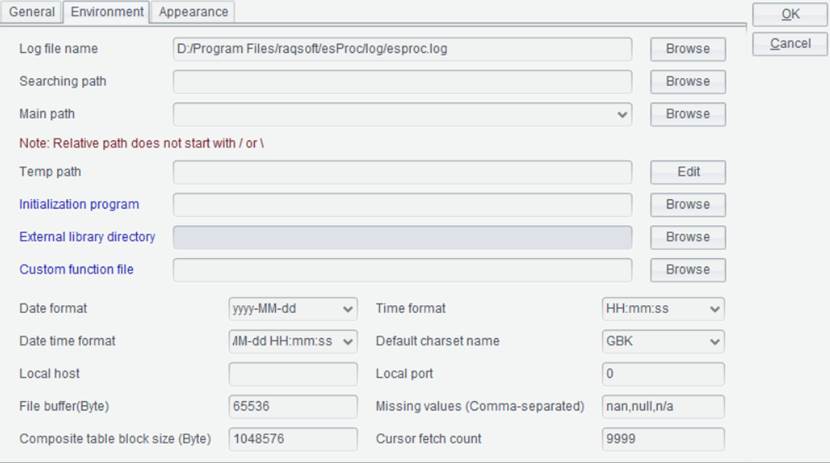 General Environment Appearance OK
Cancel
Log file name D:/Program Files/raqsoft/esProc/log/esproc.log Browse
Searching path Browse
Main path Browse
Note: Relative path does not start with / or \
Temp path Edit
Initialization program Browse
External library directory Browse
Custom function file Browse
Date format yyyy-MM-dd Time format HH:mm:ss
Date time format MM-dd HH:mm:ss Default charset name GBK
Local host Local port 0
File buffer(Byte) 65536 Missing values (Comma-separated) nan,null,n/a
Composite table block size (Byte) 1048576 Cursor fetch count 9999